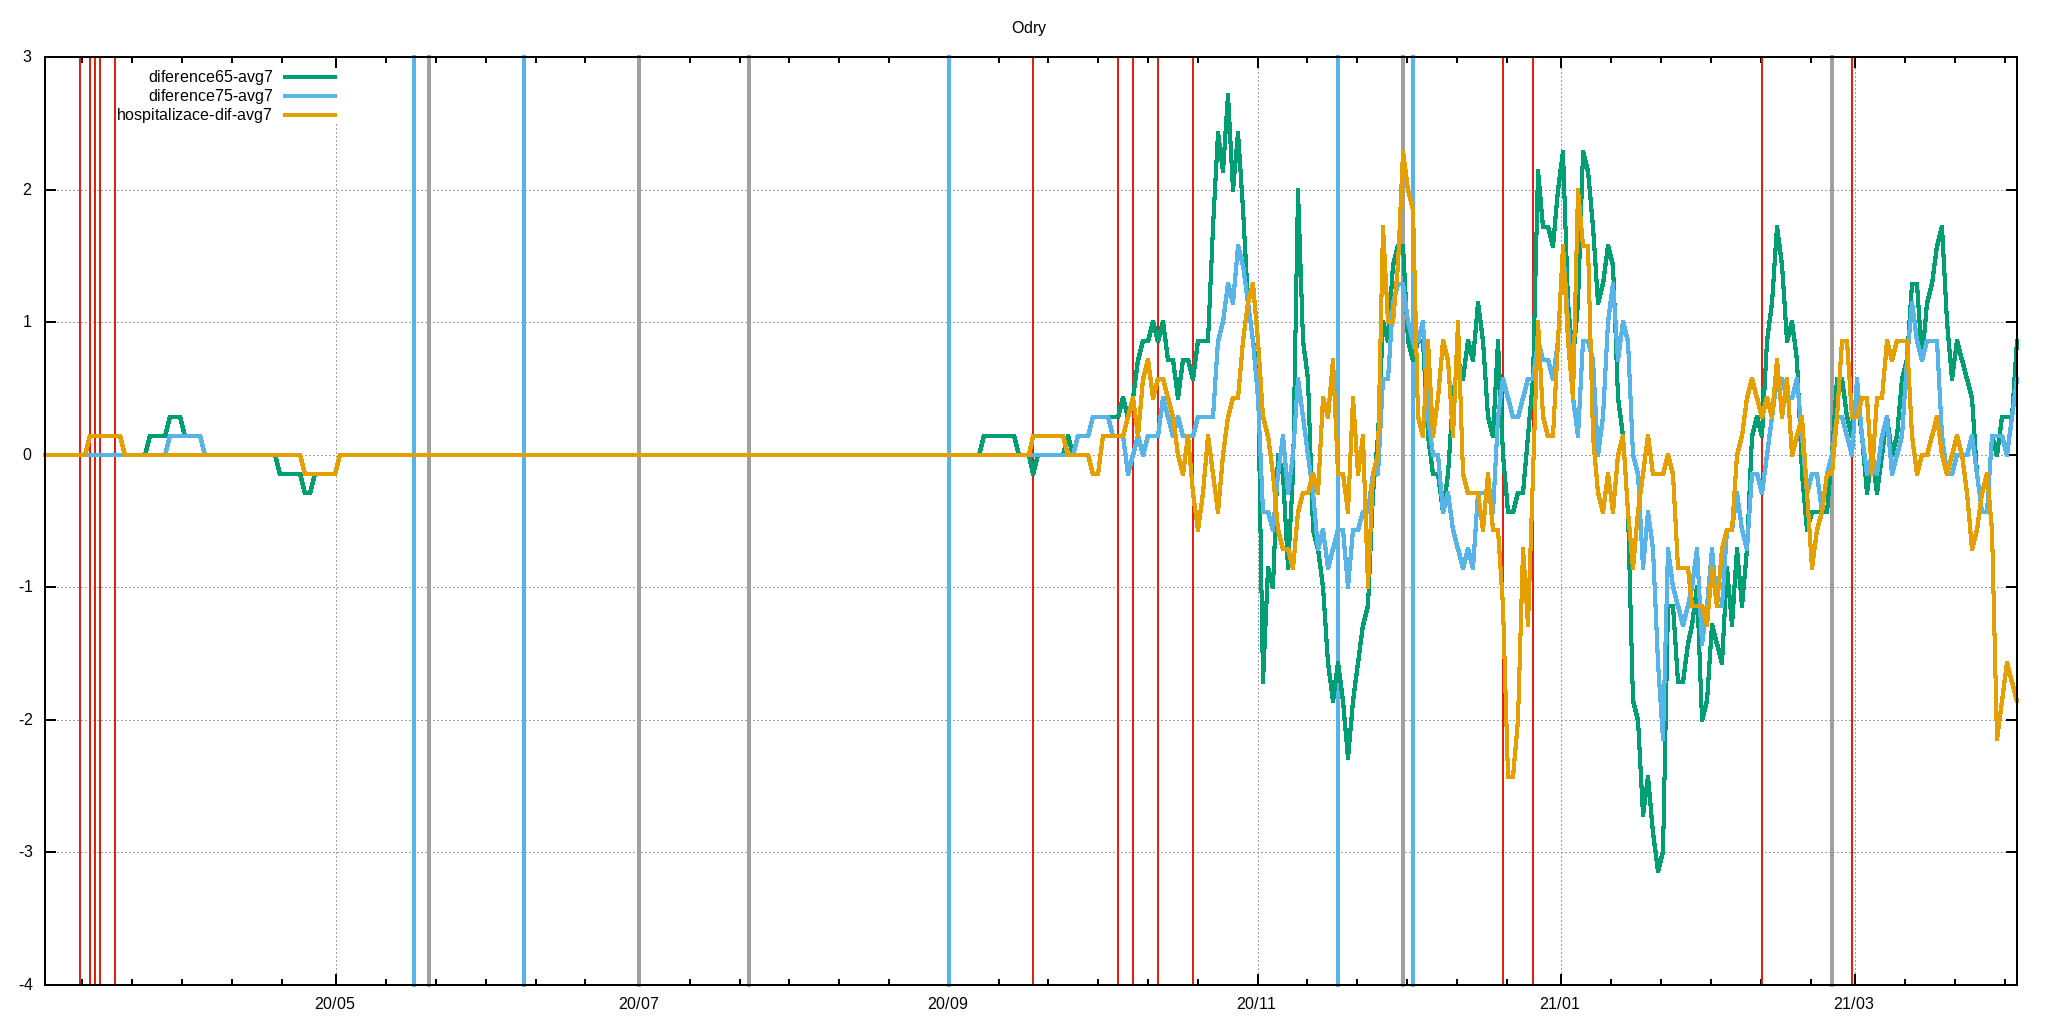 Odry
diference65-avg7
diference75-avg7
hospitalizace-dif-avg7
3
2
1
0
-1
-2
-3
-4
20/05 20/07 20/09 20/11 21/01 21/03